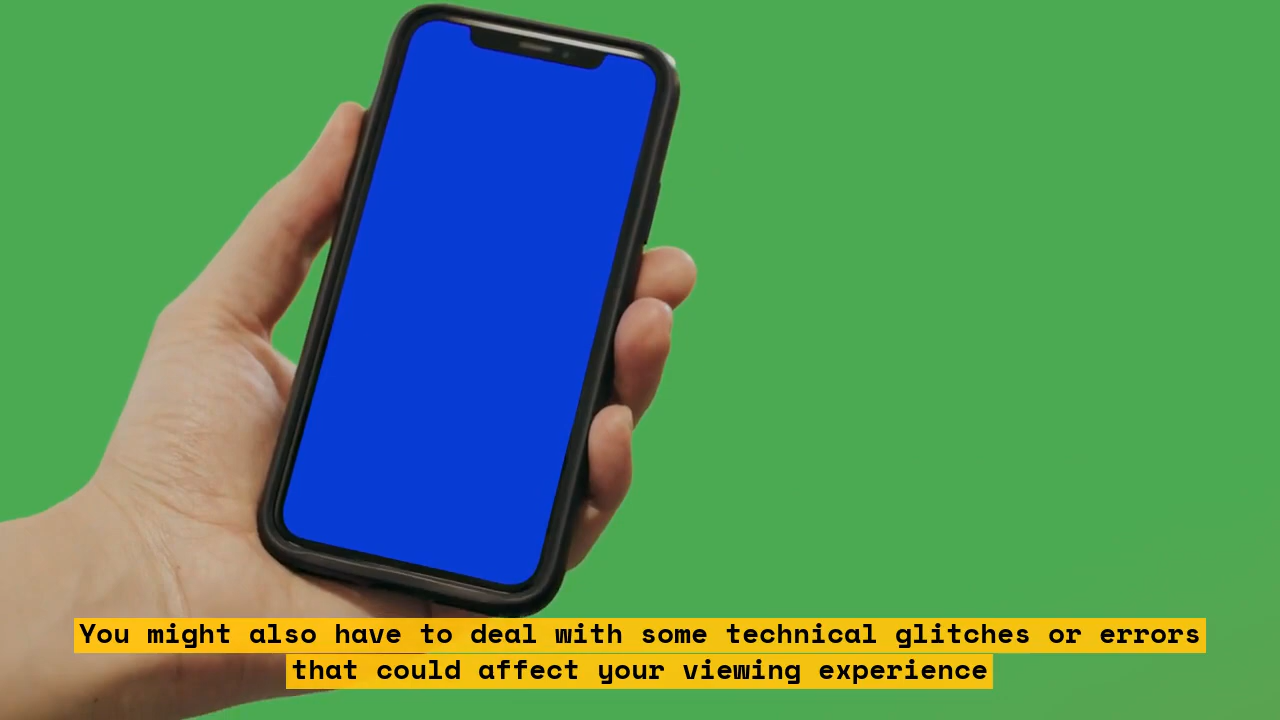 You might also have to deal with some technical glitches or errors
that could affect your viewing experience